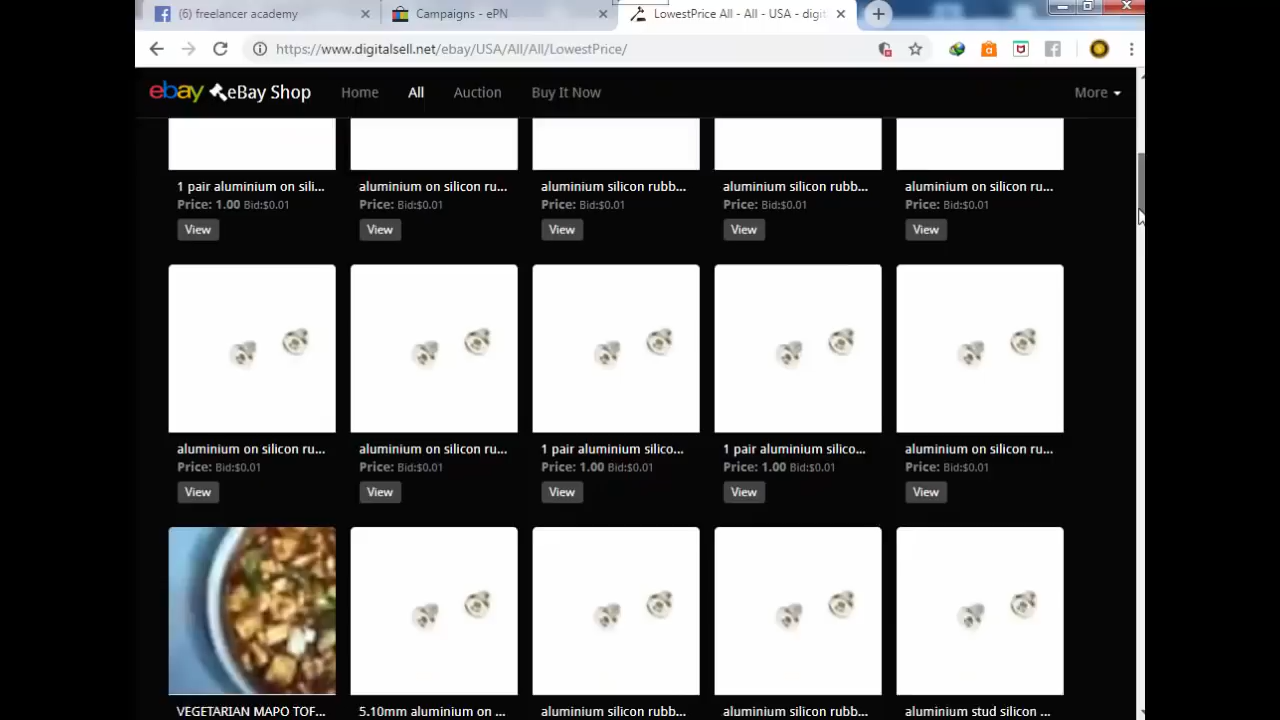 (6) freelancer academy
Campaigns - ePN
LowestPrice All - All - USA - digit
https://www.digitalsell.net/ebay/USA/All/All/LowestPrice/
ebay eBay Shop Home All Auction Buy It Now More
1 pair aluminium on sili... aluminium on silicon ru... aluminium silicon rubb... aluminium silicon rubb... aluminium on silicon ru...
Price: 1.00 Bid:$0.01 Price: Bid:$0.01 Price: Bid:$0.01 Price: Bid:$0.01 Price: Bid:$0.01
View View View View View
aluminium on silicon ru... aluminium on silicon ru... 1 pair aluminium silico... 1 pair aluminium silico... aluminium on silicon ru...
Price: Bid:$0.01 Price: Bid:$0.01 Price: 1.00 Bid:$0.01 Price: 1.00 Bid:$0.01 Price: Bid:$0.01
View View View View View
VEGETARIAN MAPO TOF... 5.10mm aluminium on ... aluminium silicon rubb... aluminium silicon rubb... aluminium stud silicon ...